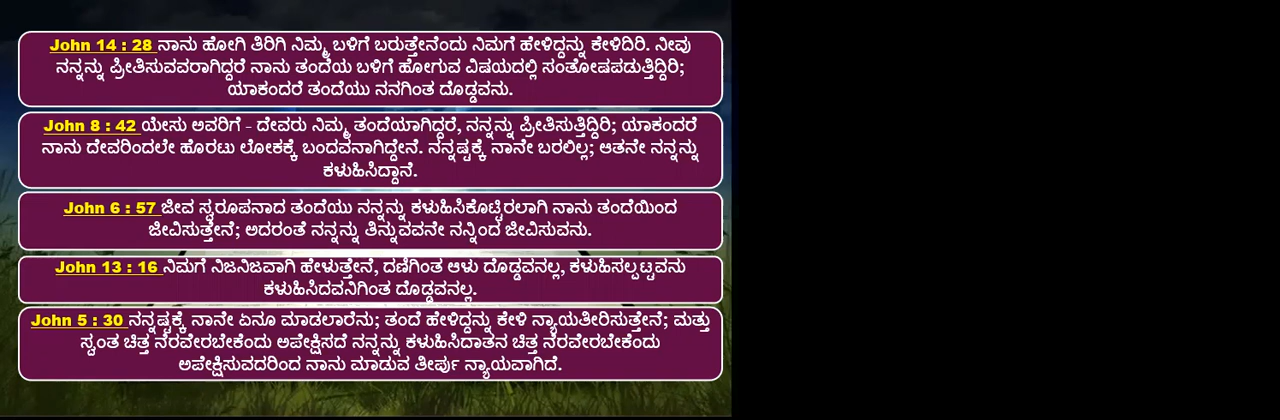 John 14 : 28 ನಾನು ಹೋಗಿ ತಿರಿಗಿ ನಿಮ್ಮ ಬಳಿಗೆ ಬರುತ್ತೇನೆಂದು ನಿಮಗೆ ಹೇಳಿದ್ದನ್ನು ಕೇಳಿದಿರಿ. ನೀವು
ನನ್ನನ್ನು ಪ್ರೀತಿಸುವವರಾಗಿದ್ದರೆ ನಾನು ತಂದೆಯ ಬಳಿಗೆ ಹೋಗುವ ವಿಷಯದಲ್ಲಿ ಸಂತೋಷಪಡುತ್ತಿದ್ದಿರಿ;
ಯಾಕಂದರೆ ತಂದೆಯು ನನಗಿಂತ ದೊಡ್ಡವನು.
John 8 : 42 ಯೇಸು ಅವರಿಗೆ - ದೇವರು ನಿಮ್ಮ ತಂದೆಯಾಗಿದ್ದರೆ, ನನ್ನನ್ನು ಪ್ರೀತಿಸುತ್ತಿದ್ದಿರಿ; ಯಾಕಂದರೆ
ನಾನು ದೇವರಿಂದಲೇ ಹೊರಟು ಲೋಕಕ್ಕೆ ಬಂದವನಾಗಿದ್ದೇನೆ. ನನ್ನಷ್ಟಕ್ಕೆ ನಾನೇ ಬರಲಿಲ್ಲ; ಆತನೇ ನನ್ನನ್ನು
ಕಳುಹಿಸಿದ್ದಾನೆ.
John 6 : 57 ಜೀವ ಸ್ವರೂಪನಾದ ತಂದೆಯು ನನ್ನನ್ನು ಕಳುಹಿಸಿಕೊಟ್ಟಿರಲಾಗಿ ನಾನು ತಂದೆಯಿಂದ
ಜೀವಿಸುತ್ತೇನೆ; ಅದರಂತೆ ನನ್ನನ್ನು ತಿನ್ನುವವನೇ ನನ್ನಿಂದ ಜೀವಿಸುವನು.
John 13 : 16 ನಿಮಗೆ ನಿಜನಿಜವಾಗಿ ಹೇಳುತ್ತೇನೆ, ದಣಿಗಿಂತ ಆಳು ದೊಡ್ಡವನಲ್ಲ, ಕಳುಹಿಸಲ್ಪಟ್ಟವನು
ಕಳುಹಿಸಿದವನಿಗಿಂತ ದೊಡ್ಡವನಲ್ಲ.
John 5 : 30 ನನ್ನಷ್ಟಕ್ಕೆ ನಾನೇ ಏನೂ ಮಾಡಲಾರೆನು; ತಂದೆ ಹೇಳಿದ್ದನ್ನು ಕೇಳಿ ನ್ಯಾಯತೀರಿಸುತ್ತೇನೆ; ಮತ್ತು
ಸ್ವಂತ ಚಿತ್ತ ನೆರವೇರಬೇಕೆಂದು ಅಪೇಕ್ಷಿಸದೆ ನನ್ನನ್ನು ಕಳುಹಿಸಿದಾತನ ಚಿತ್ತ ನೆರವೇರಬೇಕೆಂದು
ಅಪೇಕ್ಷಿಸುವದರಿಂದ ನಾನು ಮಾಡುವ ತೀರ್ಪು ನ್ಯಾಯವಾಗಿದೆ.